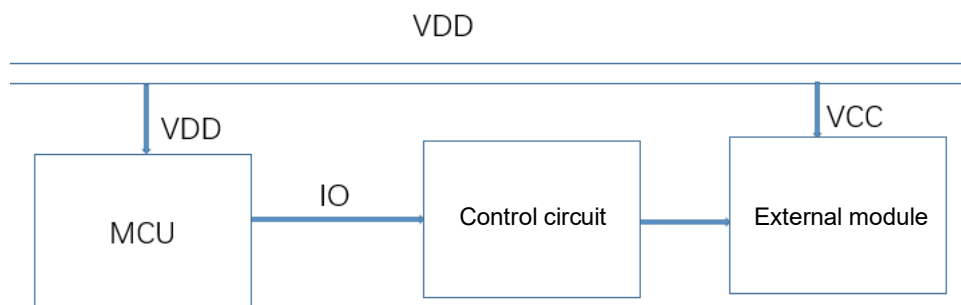 VDD
VDD
VCC
MCU
IO
Control circuit
External module